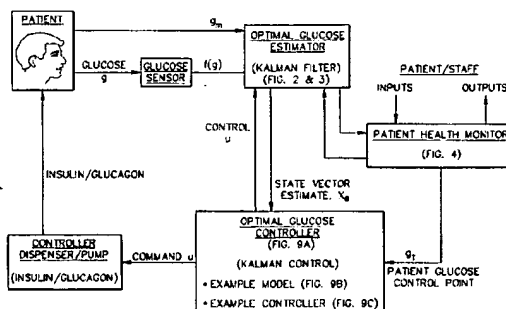 PATIENT
g_m
GLUCOSE
g
GLUCOSE
SENSOR
f(g)
OPTIMAL GLUCOSE
ESTIMATOR
(KALMAN FILTER)
(FIG. 2 & 3)
PATIENT/STAFF
INPUTS
OUTPUTS
PATIENT HEALTH MONITOR
(FIG. 4)
CONTROL
u
INSULIN/GLUCAGON
STATE VECTOR
ESTIMATE, X_e
CONTROLLER
DISPENSER/PUMP
(INSULIN/GLUCAGON)
COMMAND u
OPTIMAL GLUCOSE
CONTROLLER
(FIG. 9A)
(KALMAN CONTROL)
• EXAMPLE MODEL (FIG. 9B)
• EXAMPLE CONTROLLER (FIG. 9C)
g_t
PATIENT GLUCOSE
CONTROL POINT